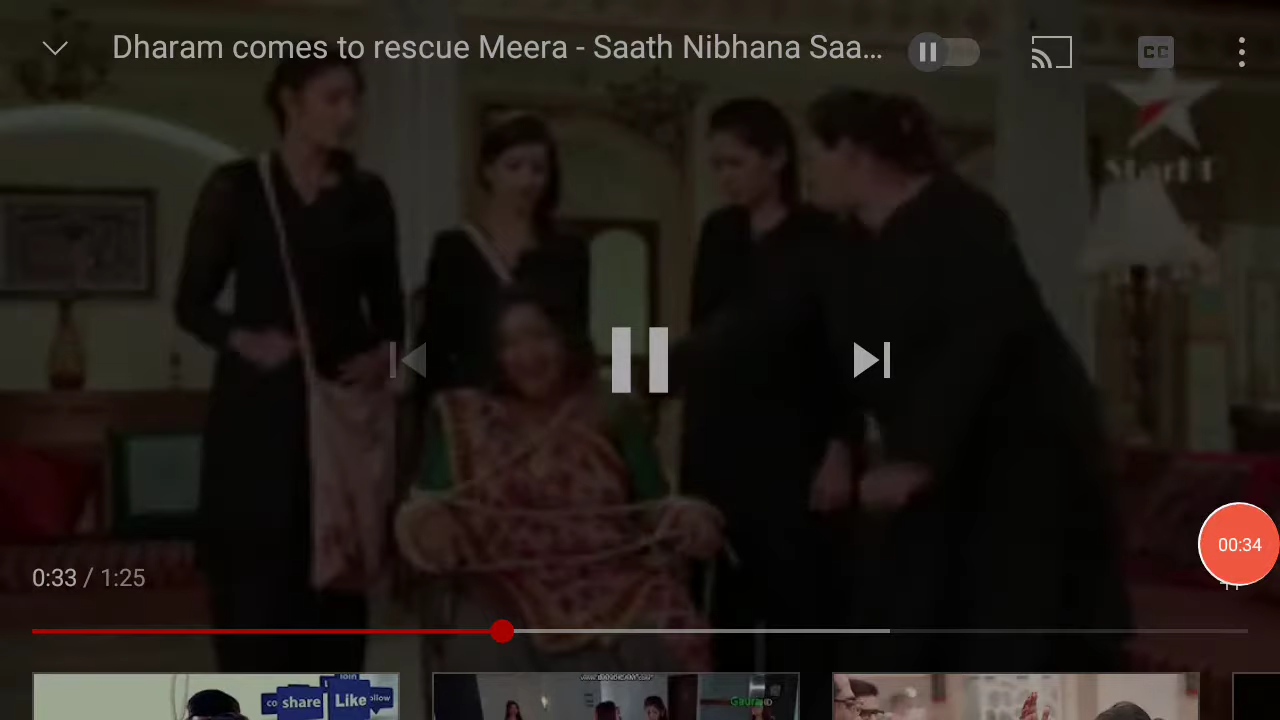 Dharam comes to rescue Meera - Saath Nibhana Saa...
CC
0:33 / 1:25
00:34
share
Like